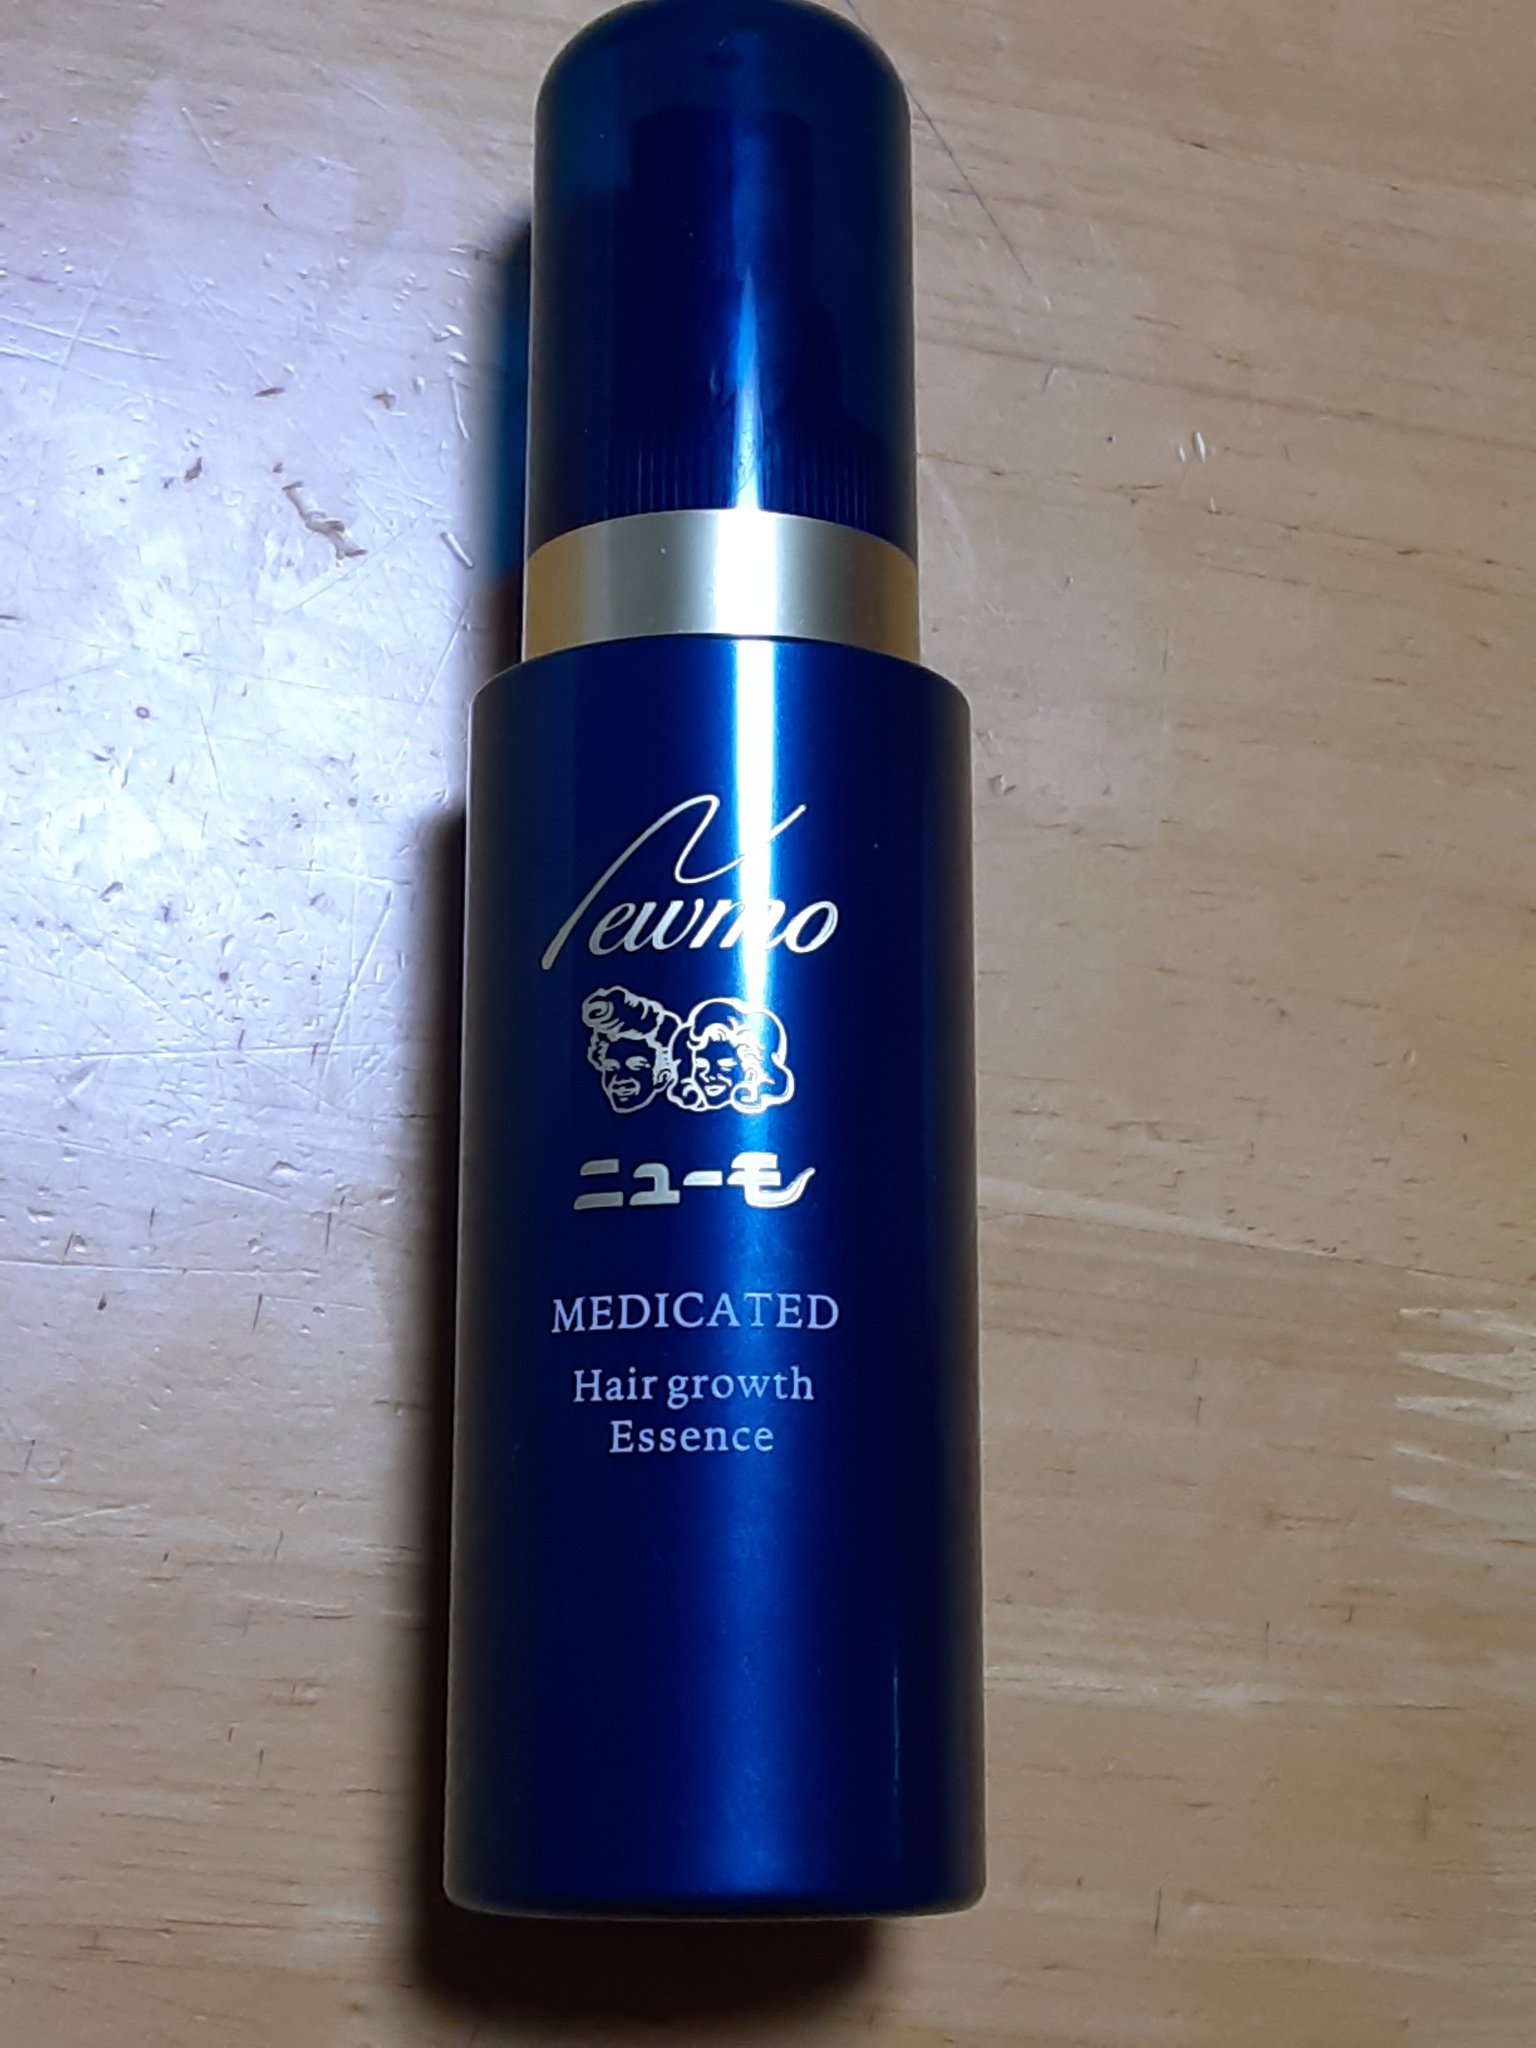 Newmo
ニューモ
MEDICATED
Hair growth
Essence